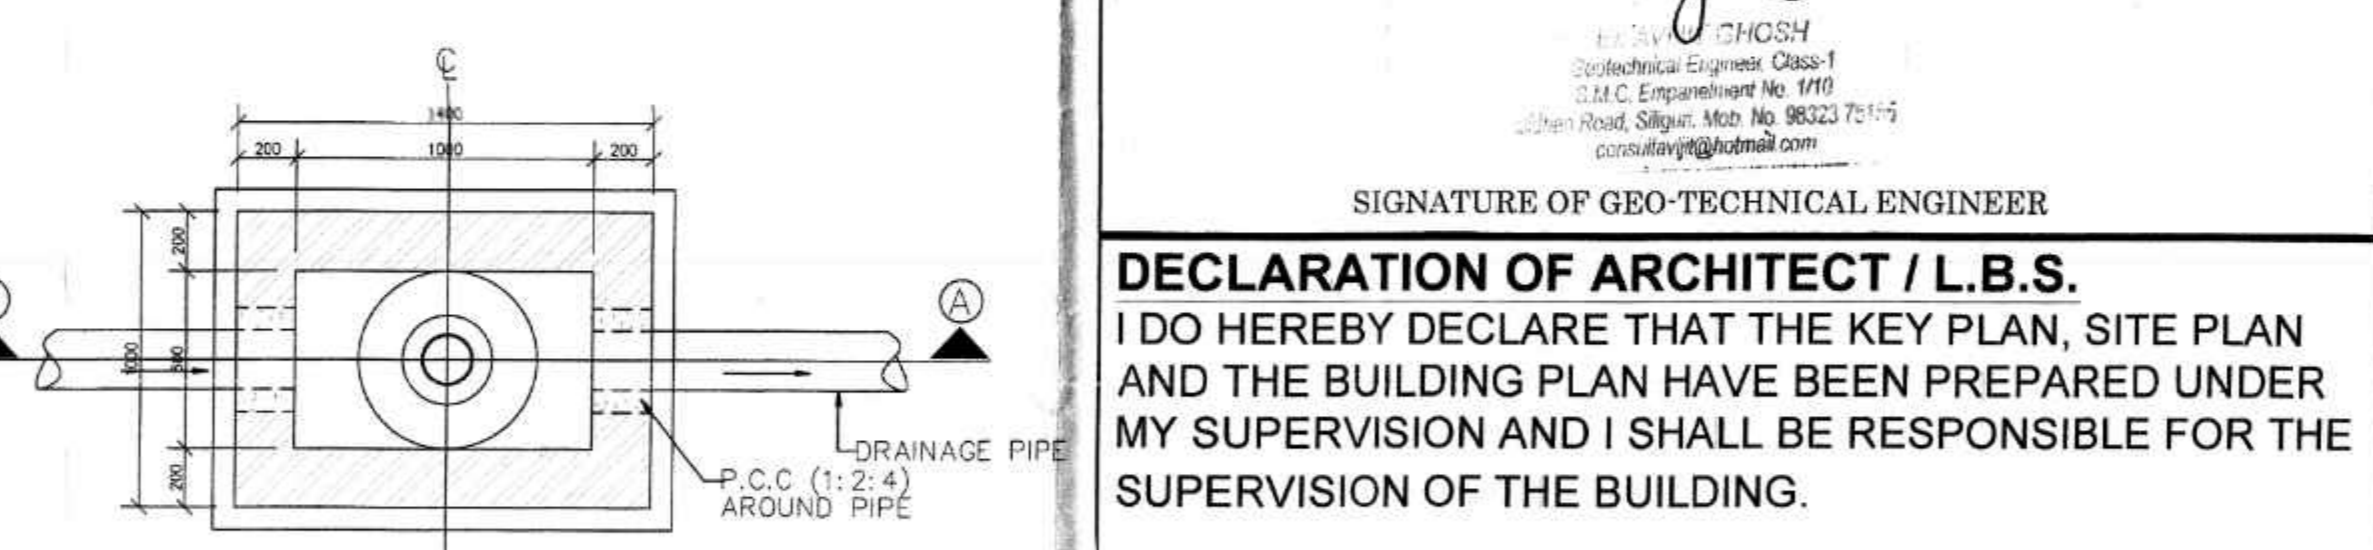 ℄
1400
200 1000 200
200
1000
600
200
A
DRAINAGE PIPE
P.C.C (1:2:4)
AROUND PIPE
GHOSH
Geotechnical Engineer, Class-1
S.M.C. Empanelment No. 1/10
Road, Siliguri, Mob. No. 98323
consultavijit@hotmail.com
SIGNATURE OF GEO-TECHNICAL ENGINEER
DECLARATION OF ARCHITECT / L.B.S.
I DO HEREBY DECLARE THAT THE KEY PLAN, SITE PLAN
AND THE BUILDING PLAN HAVE BEEN PREPARED UNDER
MY SUPERVISION AND I SHALL BE RESPONSIBLE FOR THE
SUPERVISION OF THE BUILDING.